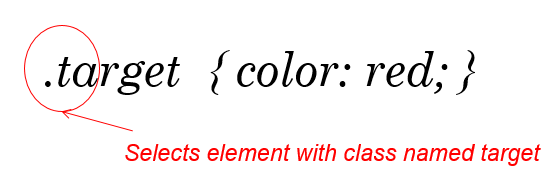 .target { color: red; }
Selects element with class named target